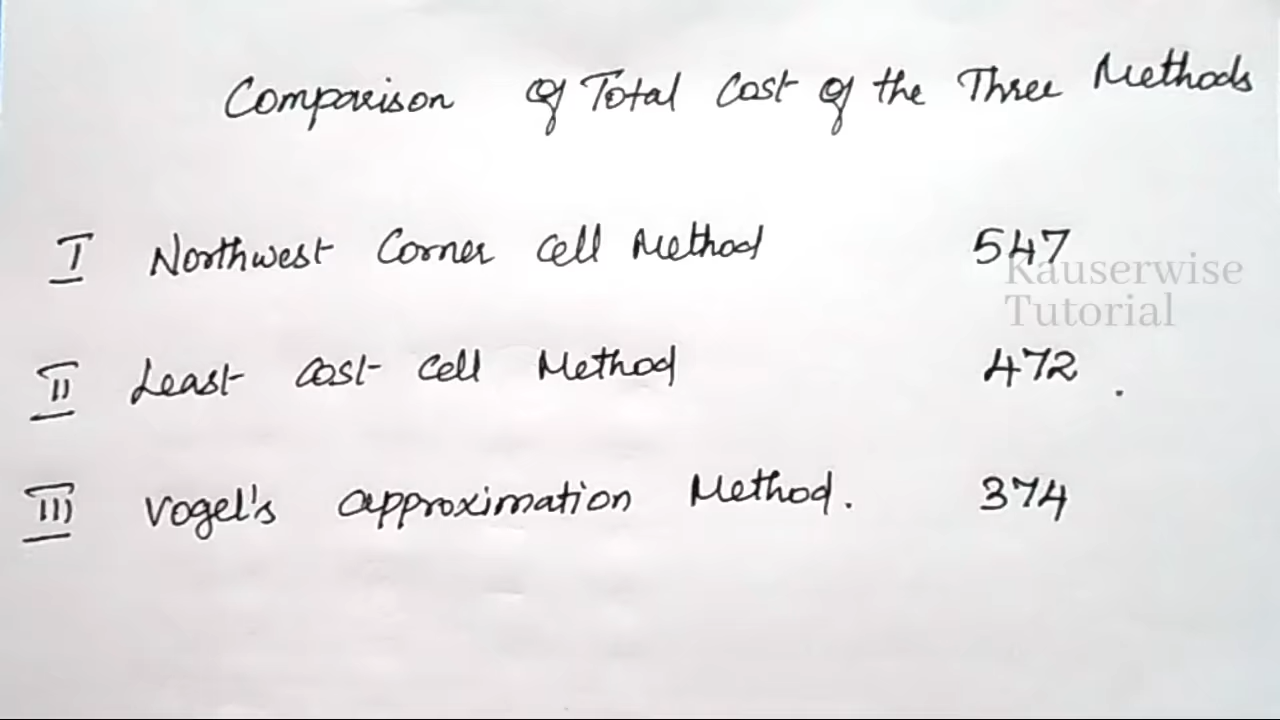 Comparison of Total Cost of the Three Methods
I Northwest Corner Cell Method 547
Kauserwise
Tutorial
II Least Cost Cell Method 472 .
III Vogel's approximation Method. 374